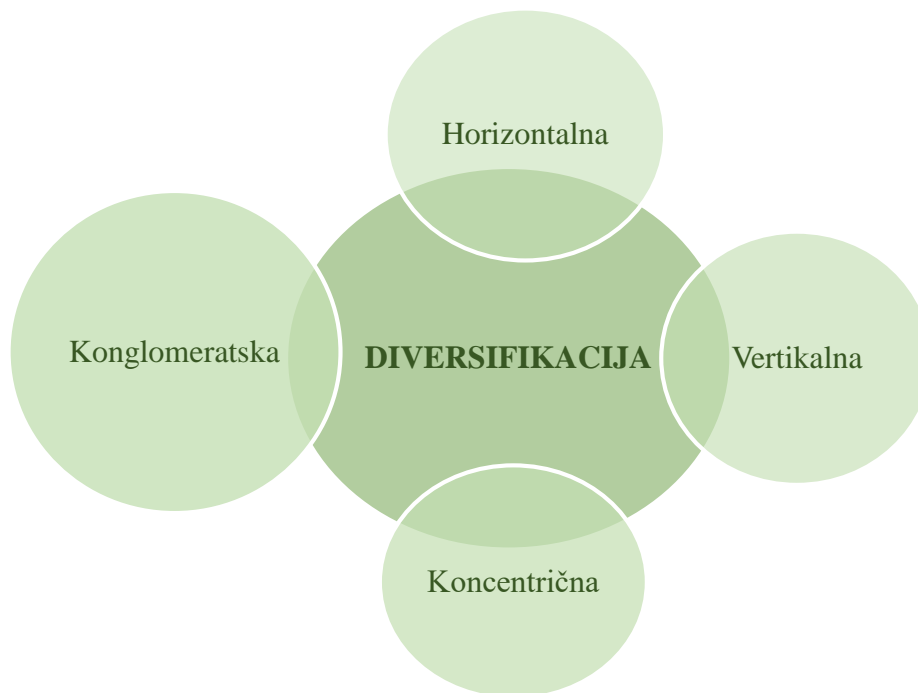 Horizontalna
Konglomeratska
DIVERSIFIKACIJA
Vertikalna
Koncentrična